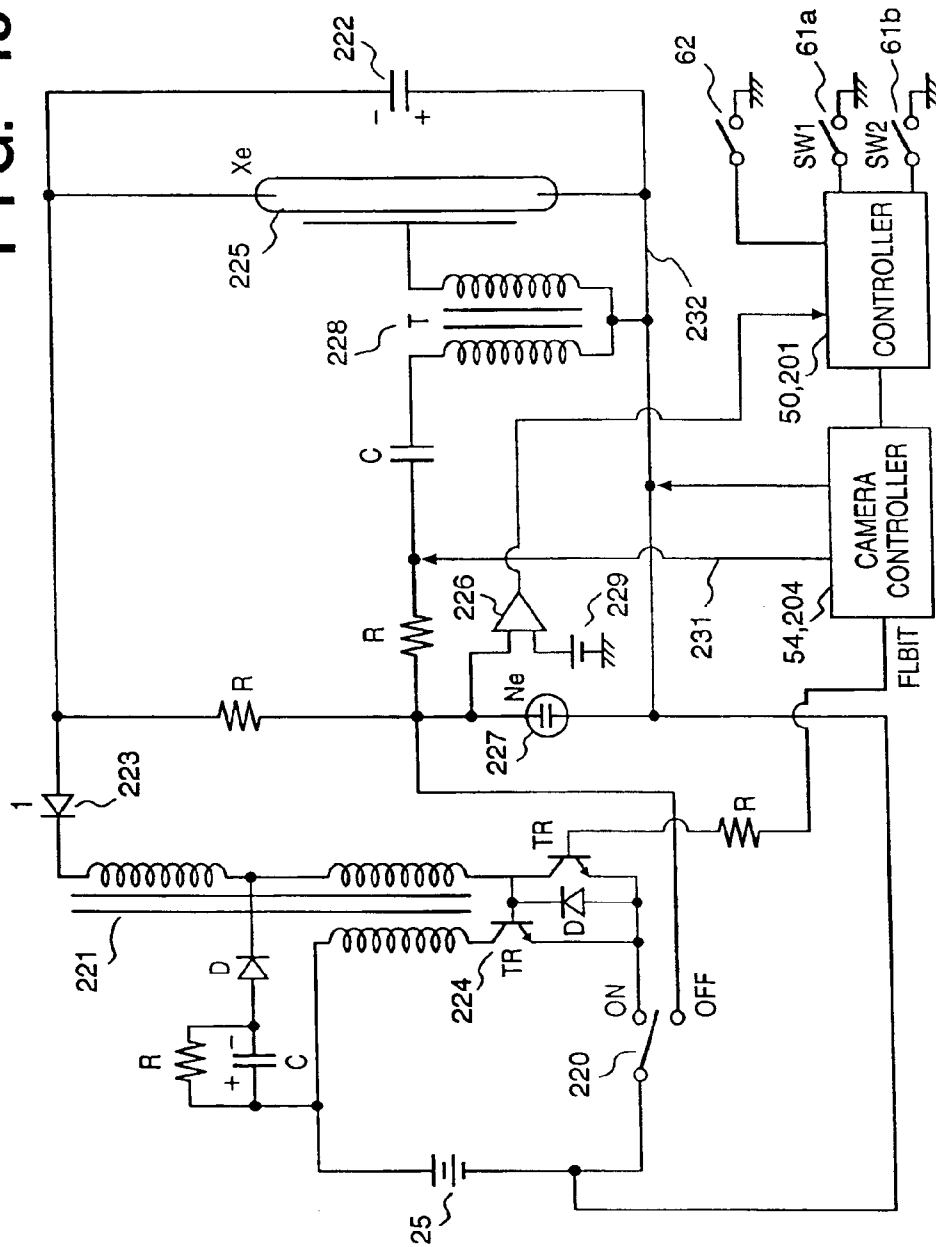 FIG.
1
223
221
D
R
+ −
C
R
225
Xe
222
−
+
228
T
C
R
226
229
Ne
227
TR
D
TR
224
R
ON
OFF
220
25
231
232
62
SW1
61a
SW2
61b
50,201
CONTROLLER
54,204
CAMERA
CONTROLLER
FLBIT